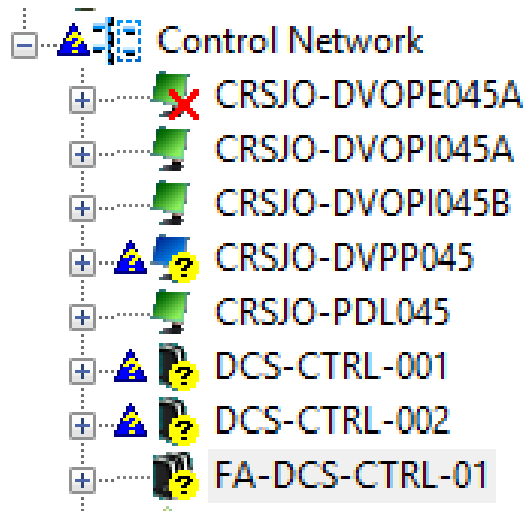 Control Network
CRSJO-DVOPE045A
CRSJO-DVOPI045A
CRSJO-DVOPI045B
CRSJO-DVPP045
CRSJO-PDL045
DCS-CTRL-001
DCS-CTRL-002
FA-DCS-CTRL-01